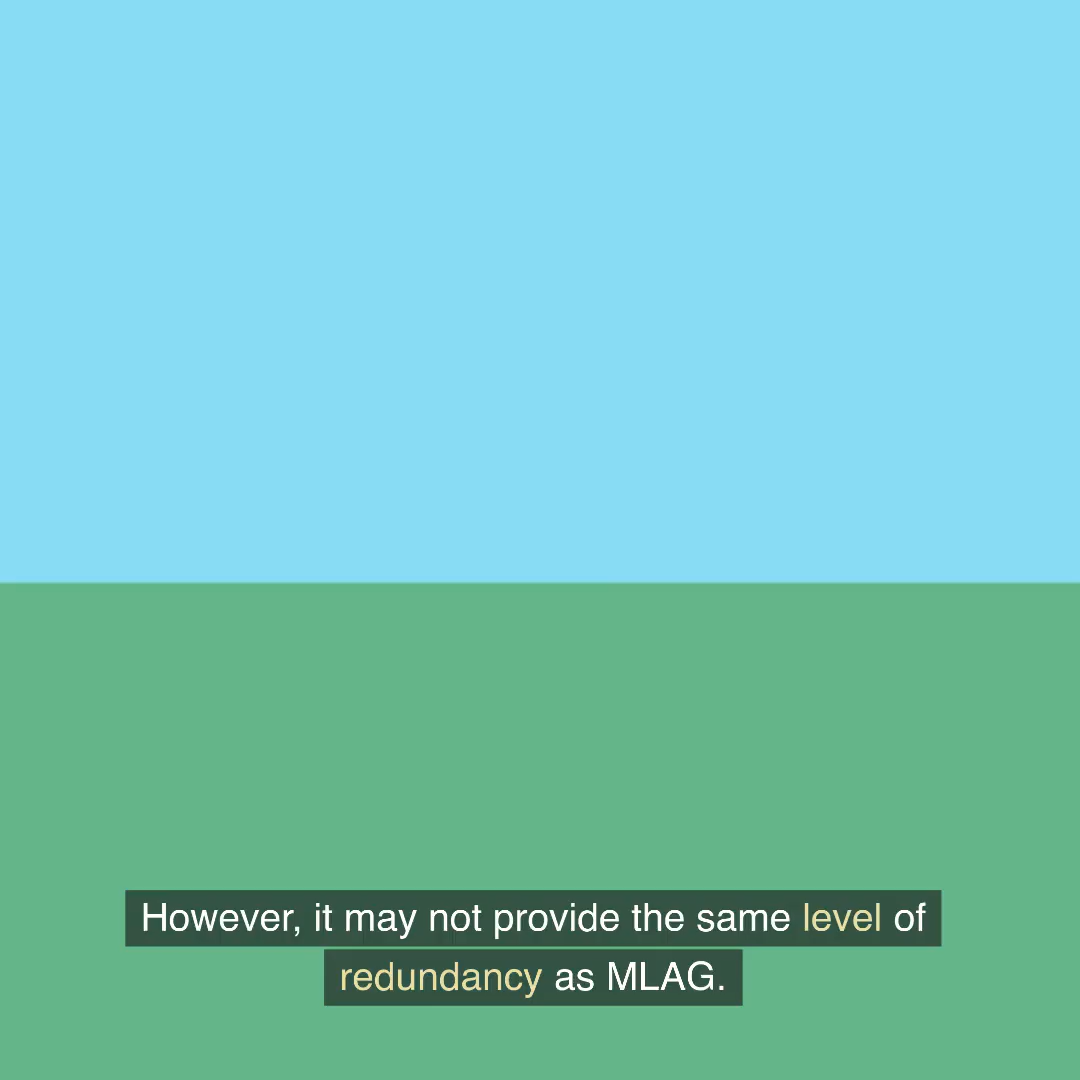 However, it may not provide the same level of
redundancy as MLAG.